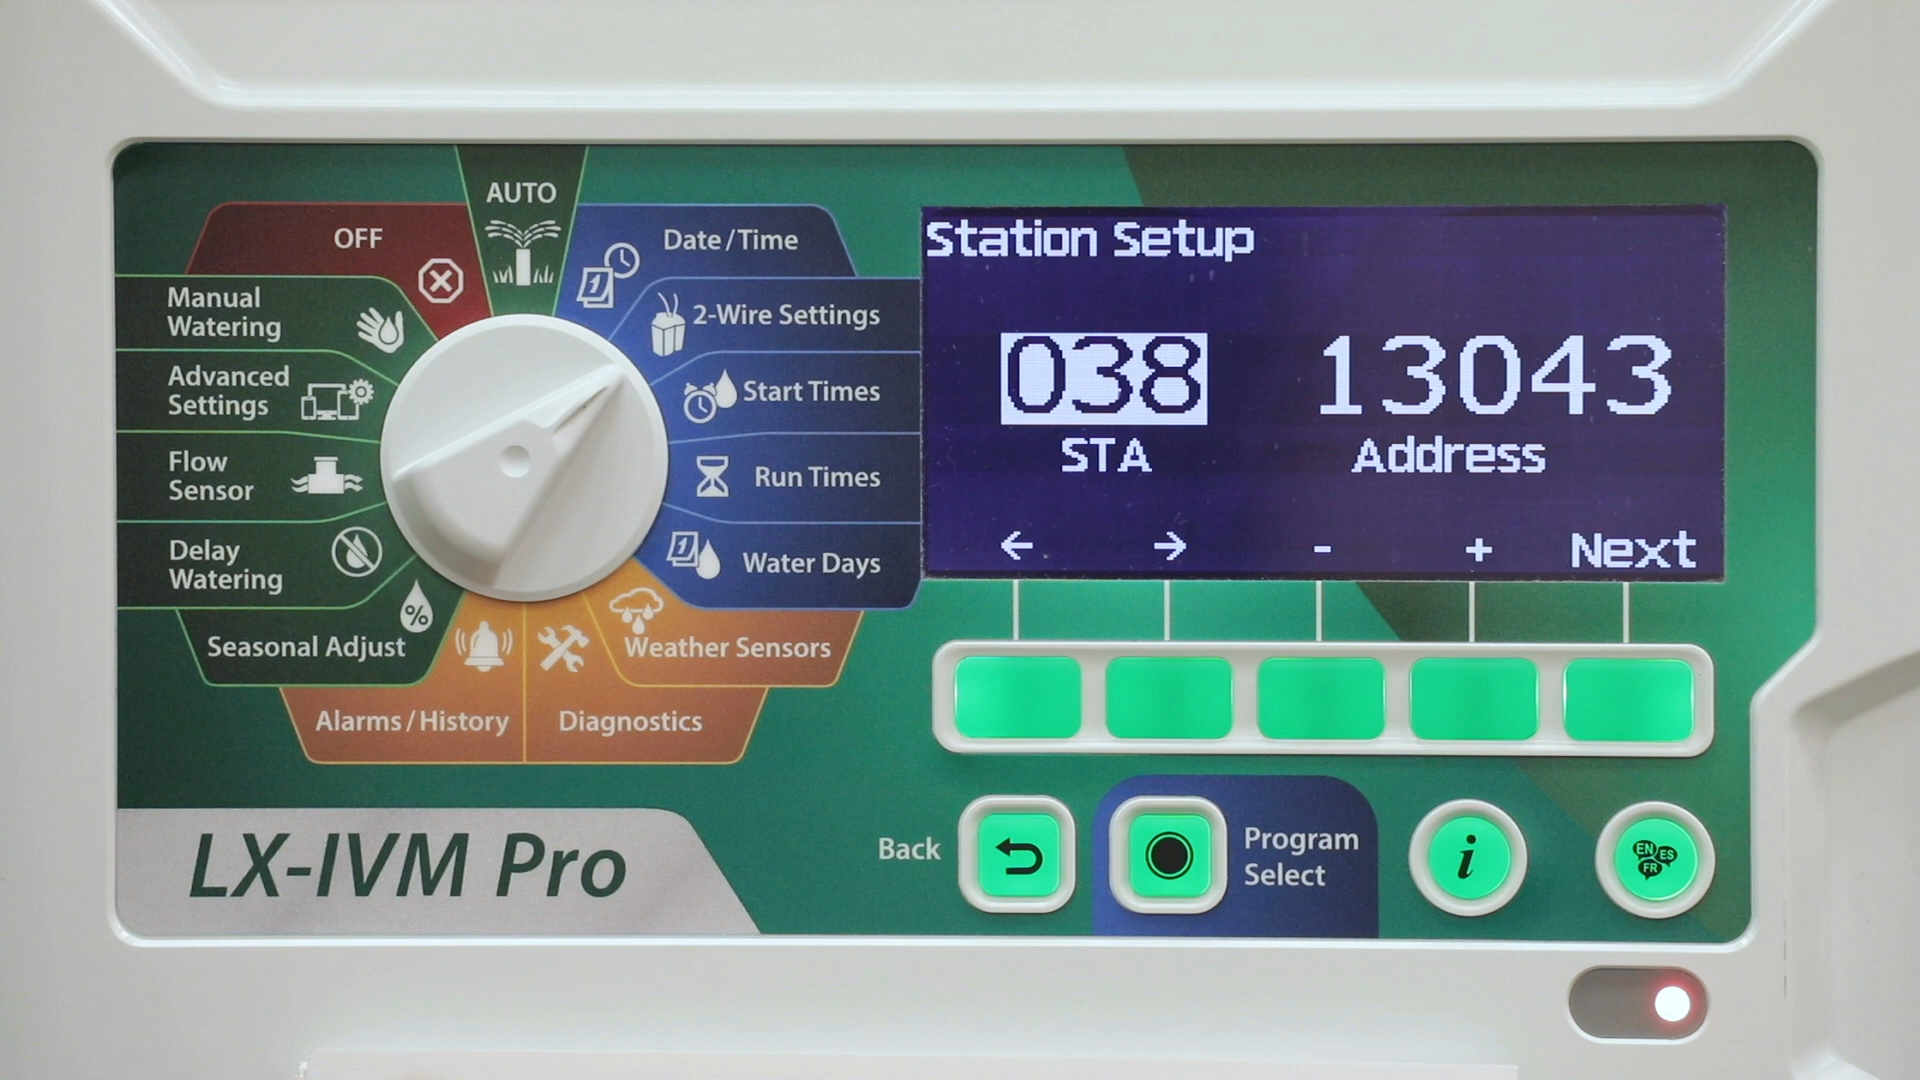 AUTO
OFF
Date/Time
Manual
Watering
2-Wire Settings
Advanced
Settings
Start Times
Flow
Sensor
Run Times
Delay
Watering
Water Days
%
Seasonal Adjust
Weather Sensors
Alarms/History
Diagnostics
1
1
LX-IVM Pro
Station Setup
038
13043
STA
Address
← → - + Next
Back
Program
Select
i
EN
ES
FR